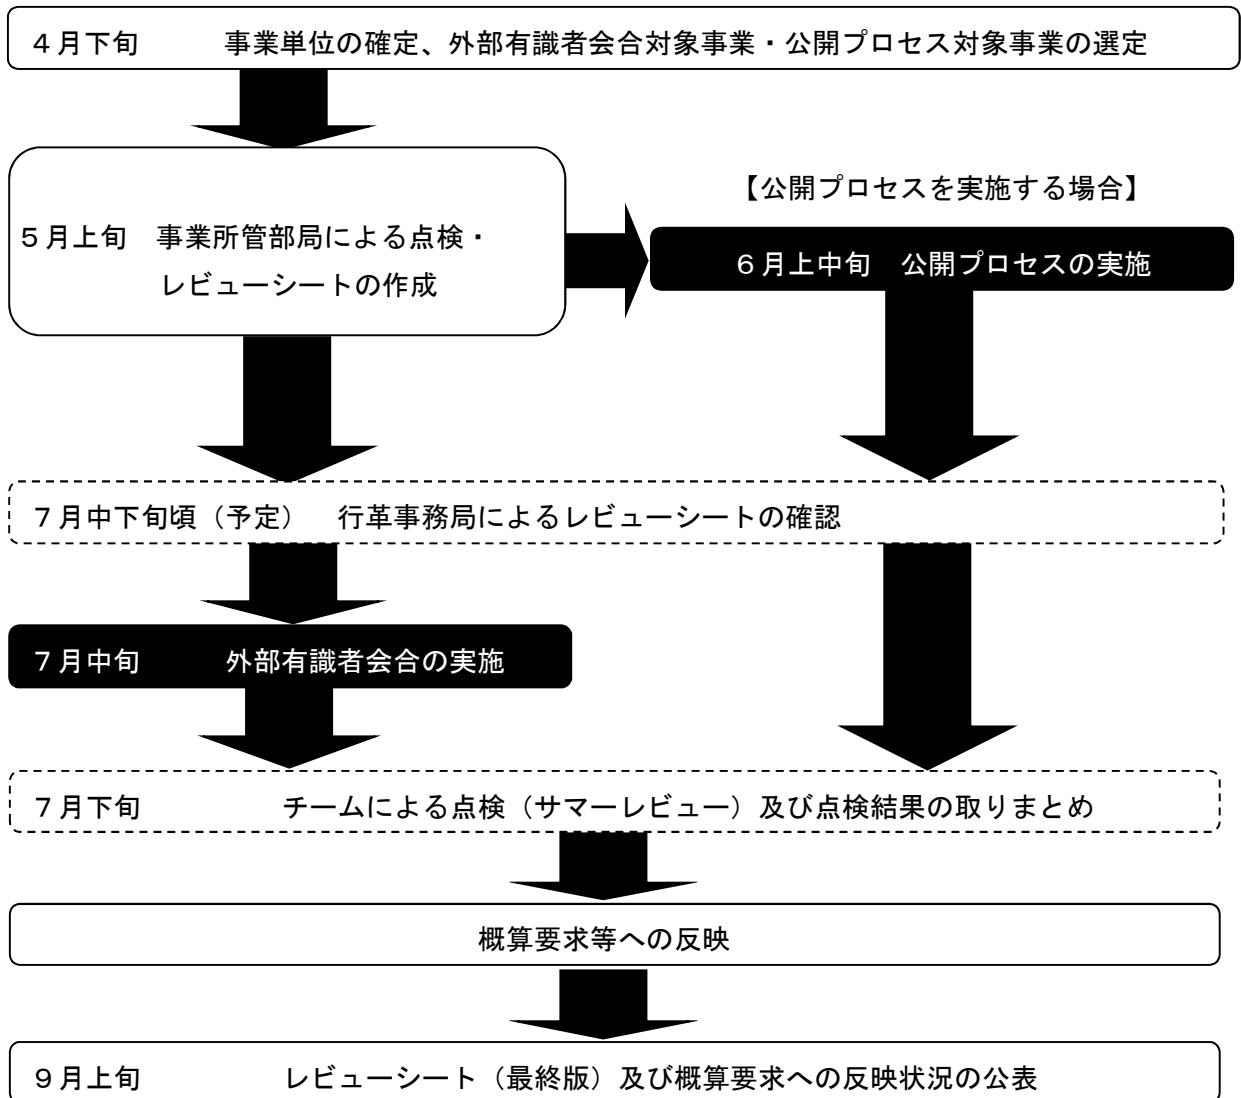 ４月下旬　事業単位の確定、外部有識者会合対象事業・公開プロセス対象事業の選定
【公開プロセスを実施する場合】
５月上旬　事業所管部局による点検・
レビューシートの作成
６月上中旬　公開プロセスの実施
７月中下旬頃（予定）　行革事務局によるレビューシートの確認
７月中旬　外部有識者会合の実施
７月下旬　チームによる点検（サマーレビュー）及び点検結果の取りまとめ
概算要求等への反映
９月上旬　レビューシート（最終版）及び概算要求への反映状況の公表